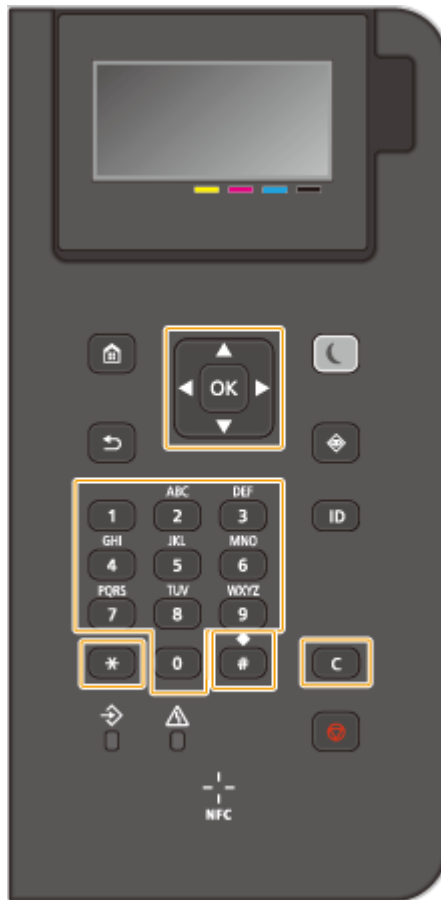 OK
ABC DEF
1 2 3 ID
GHI JKL MNO
4 5 6
PQRS TUV WXYZ
7 8 9
* 0 # C
NFC